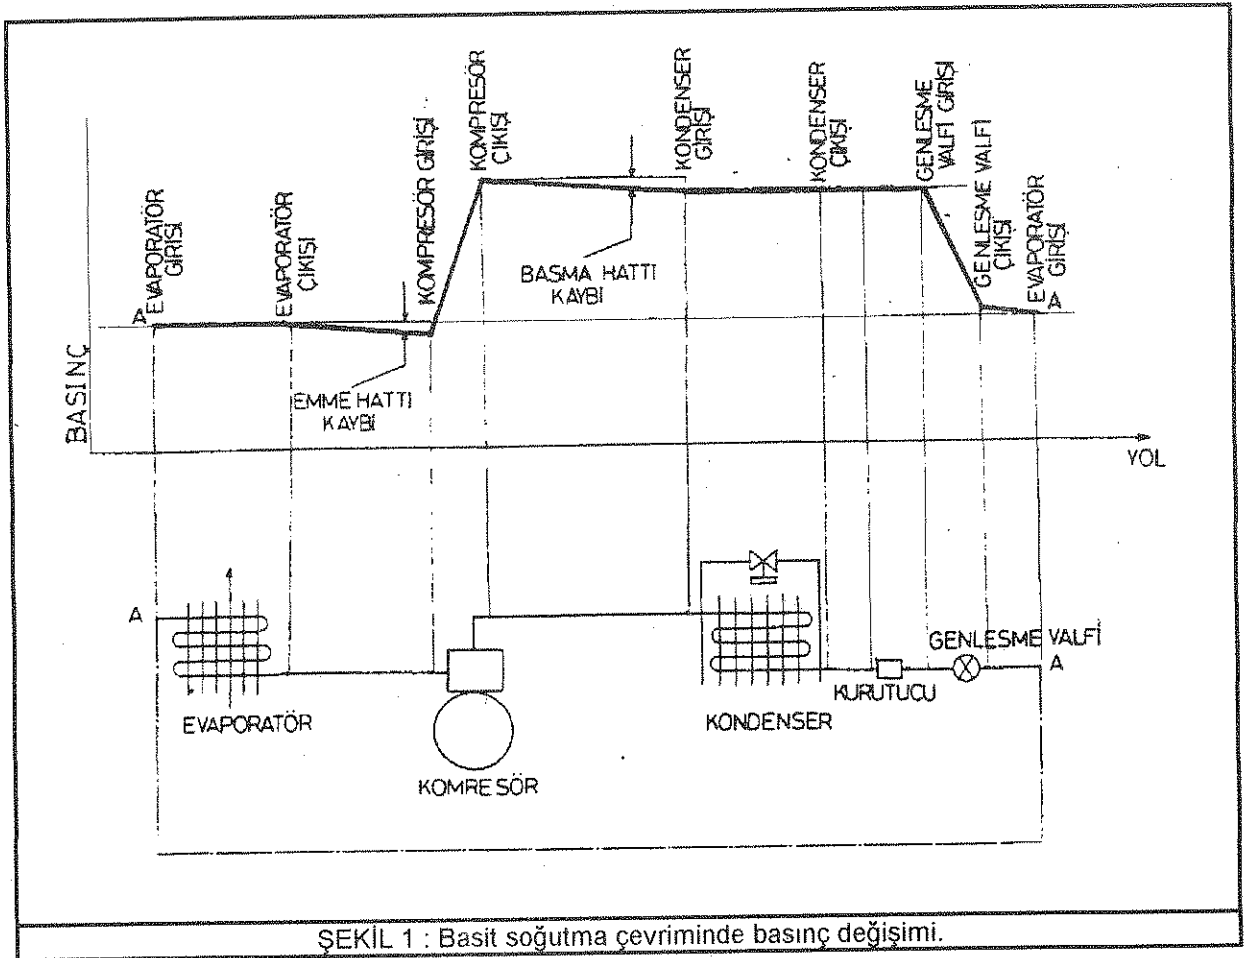 EVAPORATÖR
GİRİŞİ
EVAPORATÖR
ÇIKIŞI
KOMPRESÖR GİRİŞİ
KOMPRESÖR
ÇIKIŞI
KONDENSER
GİRİŞİ
KONDENSER
ÇIKIŞI
GENLEŞME
VALFİ GİRİŞİ
GENLEŞME VALFİ
ÇIKIŞI
EVAPORATÖR
GİRİŞİ
A
A
BASMA HATTI
KAYBI
EMME HATTI
KAYBI
BASINÇ
YOL
A
EVAPORATÖR
KOMRESÖR
KONDENSER
KURUTUCU
GENLEŞME VALFİ
A
ŞEKİL 1 : Basit soğutma çevriminde basınç değişimi.